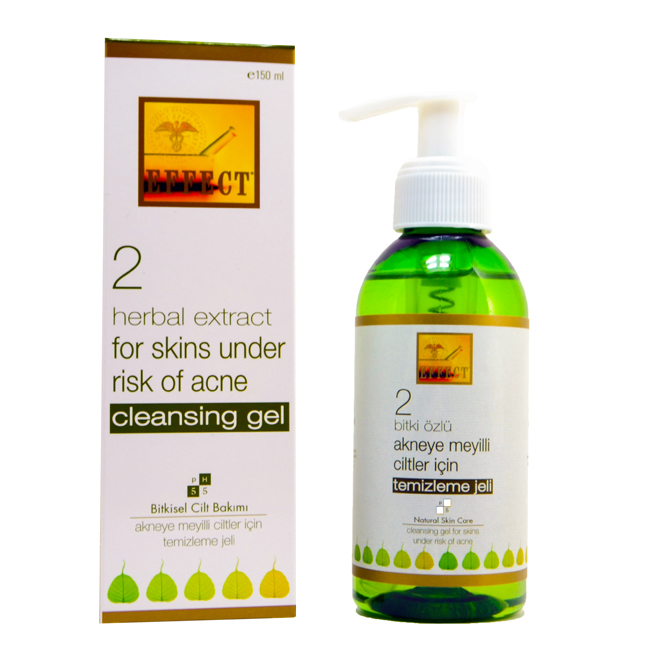 ℮150 ml
EFFECT
2
herbal extract
for skins under
risk of acne
cleansing gel
pH
55
Bitkisel Cilt Bakımı
akneye meyilli ciltler için
temizleme jeli
EFFECT
2
bitki özlü
akneye meyilli
ciltler için
temizleme jeli
Natural Skin Care
cleansing gel for skins
under risk of acne